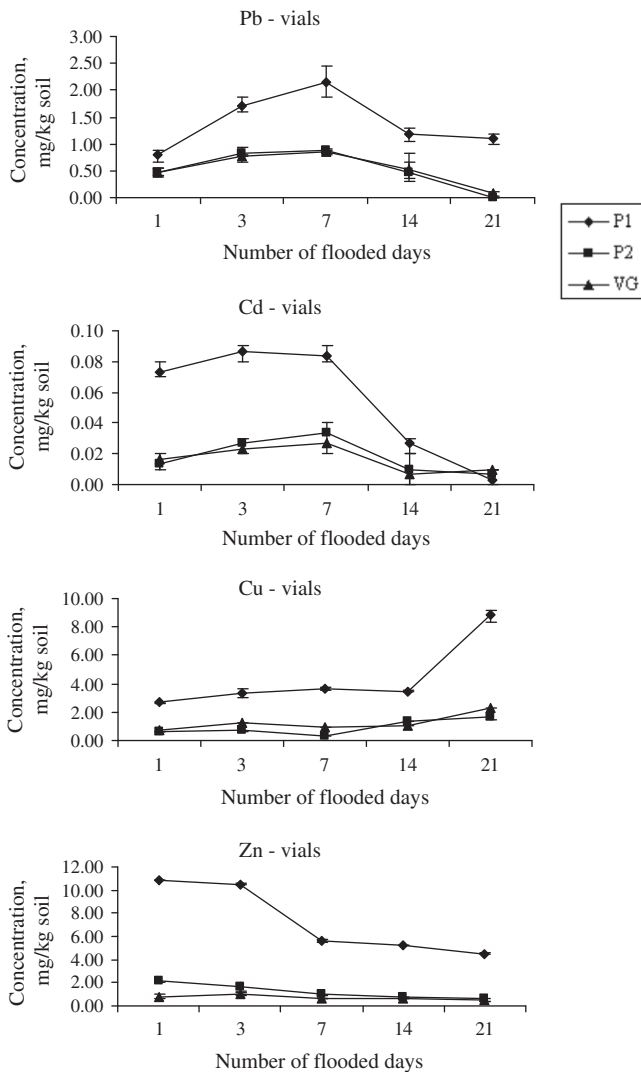 Pb - vials
Concentration,
mg/kg soil
3.00
2.50
2.00
1.50
1.00
0.50
0.00
1 3 7 14 21
Number of flooded days
P1
P2
VG
Cd - vials
Concentration,
mg/kg soil
0.10
0.08
0.06
0.04
0.02
0.00
1 3 7 14 21
Number of flooded days
Cu - vials
Concentration,
mg/kg soil
10.00
8.00
6.00
4.00
2.00
0.00
1 3 7 14 21
Number of flooded days
Zn - vials
Concentration,
mg/kg soil
12.00
10.00
8.00
6.00
4.00
2.00
0.00
1 3 7 14 21
Number of flooded days